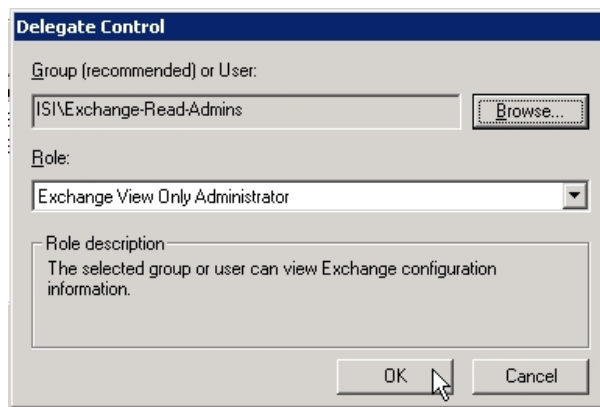 Delegate Control
Group (recommended) or User:
ISI\Exchange-Read-Admins
Browse...
Role:
Exchange View Only Administrator
Role description
The selected group or user can view Exchange configuration
information.
OK
Cancel